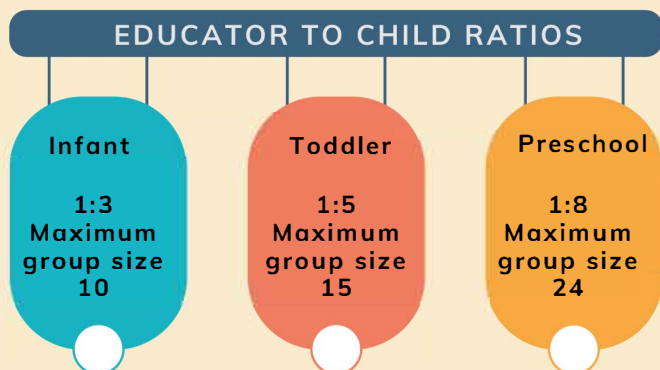 EDUCATOR TO CHILD RATIOS
Infant
1:3
Maximum
group size
10
Toddler
1:5
Maximum
group size
15
Preschool
1:8
Maximum
group size
24